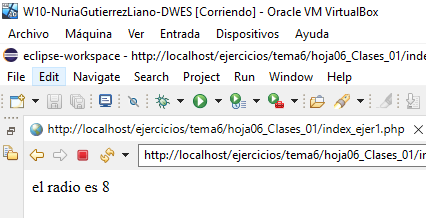 W10-NuriaGutierrezLiano-DWES [Corriendo] - Oracle VM VirtualBox
Archivo Máquina Ver Entrada Dispositivos Ayuda
eclipse-workspace - http://localhost/ejercicios/tema6/hoja06_Clases_01/inde
File Edit Navigate Search Project Run Window Help
http://localhost/ejercicios/tema6/hoja06_Clases_01/index_ejer1.php
http://localhost/ejercicios/tema6/hoja06_Clases_01/in
el radio es 8